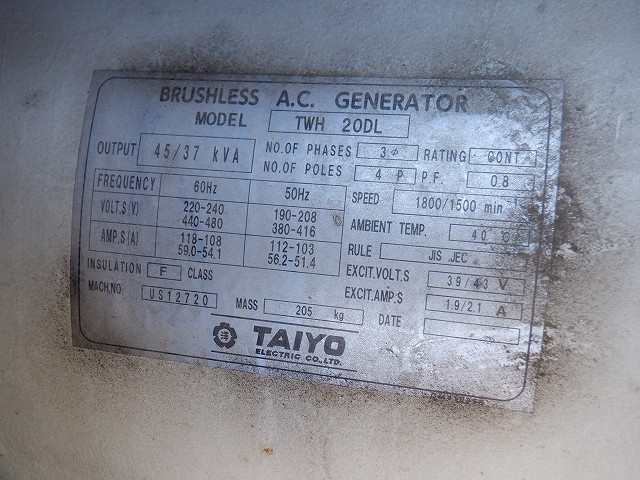 BRUSHLESS A.C. GENERATOR
MODEL TWH 20DL
OUTPUT 45/37 kVA NO.OF PHASES 3φ RATING CONT.
NO.OF POLES 4 P P.F. 0.8
FREQUENCY 60Hz 50Hz SPEED 1800/1500 min
VOLT.S(V) 220-240 190-208
440-480 380-416
AMBIENT TEMP. 40 C
AMP.S(A) 118-108 112-103
59.0-54.1 56.2-51.4
RULE JIS JEC
INSULATION F CLASS EXCIT.VOLT.S 39/43 V
MACH.NO. US12720 MASS 205 kg EXCIT.AMP.S 1.9/2.1 A
DATE
TAIYO
ELECTRIC CO.,LTD.